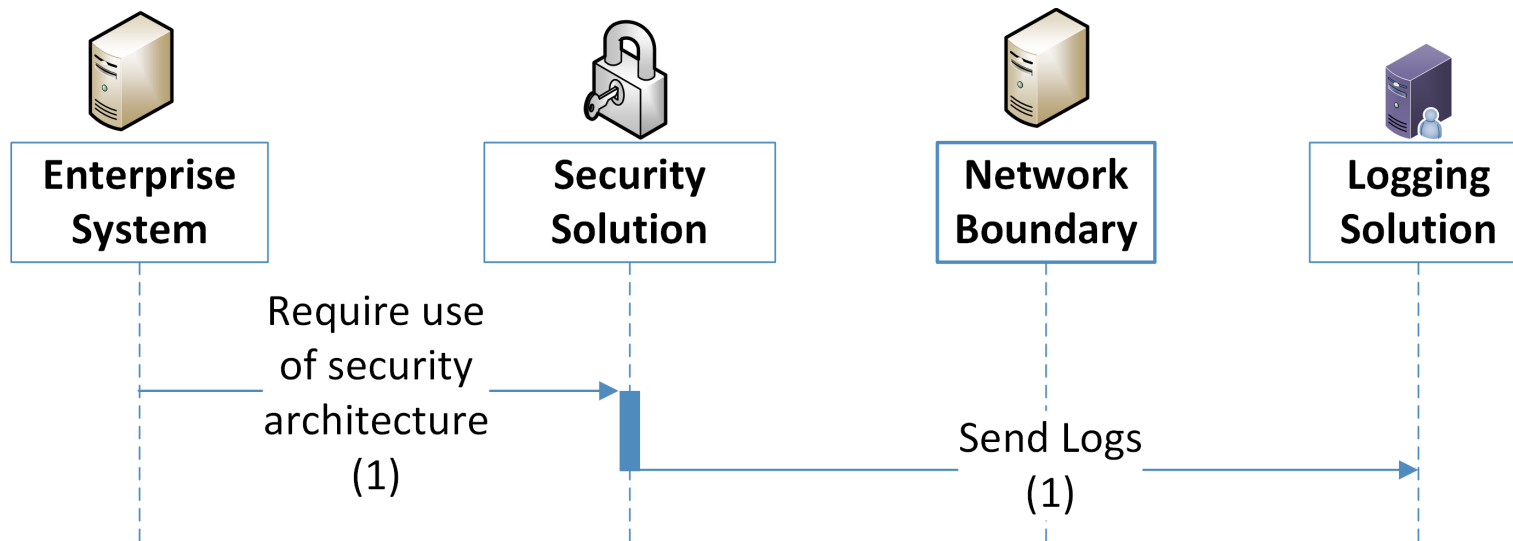 Enterprise
System
Security
Solution
Network
Boundary
Logging
Solution
Require use
of security
architecture
(1)
Send Logs
(1)